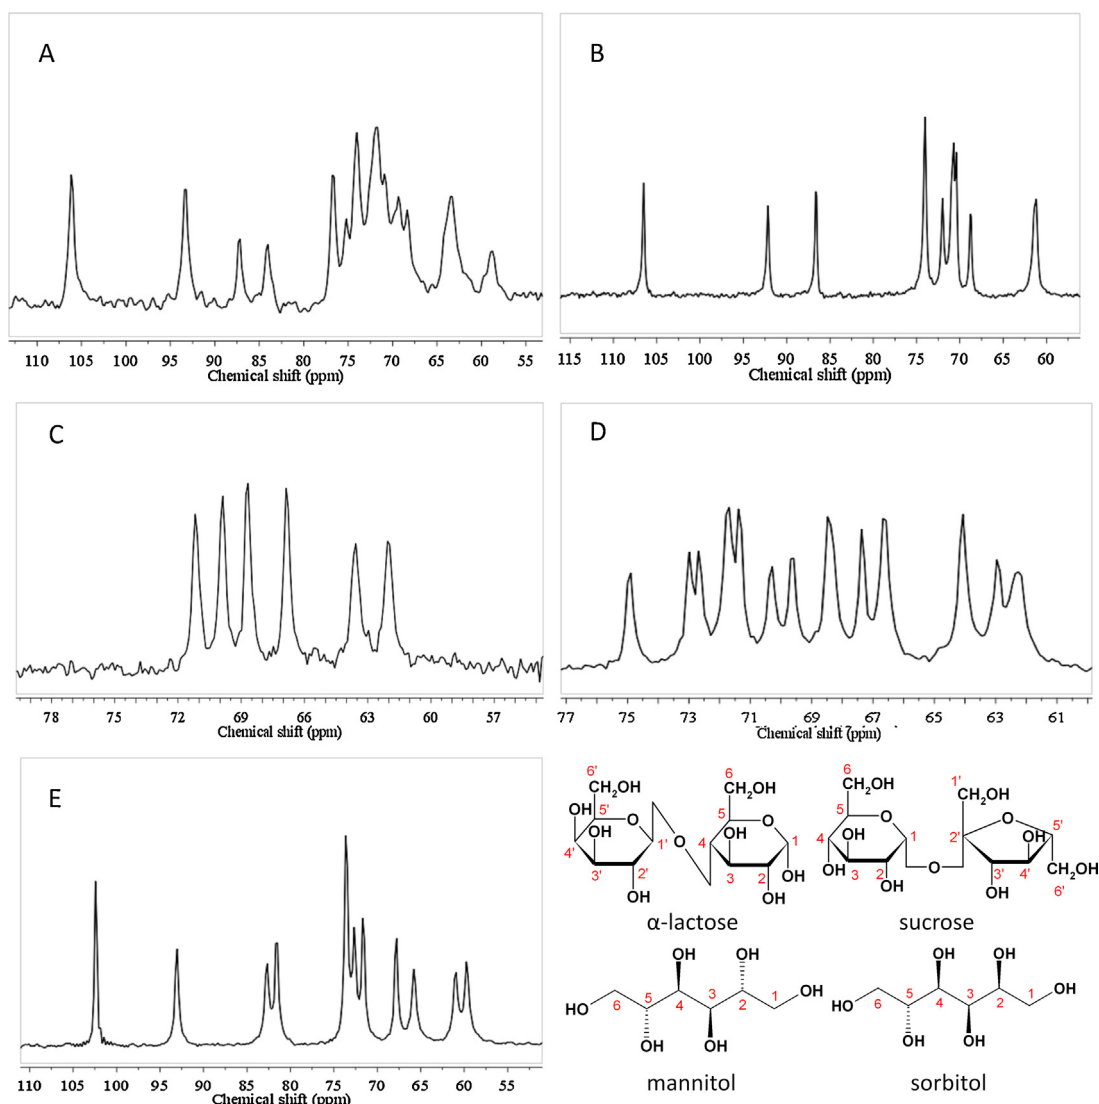 A
110 105 100 95 90 85 80 75 70 65 60 55
Chemical shift (ppm)
B
115 110 105 100 95 90 85 80 75 70 65 60
Chemical shift (ppm)
C
78 75 72 69 66 63 60 57
Chemical shift (ppm)
D
77 75 73 71 69 67 65 63 61
Chemical shift (ppm)
E
110 105 100 95 90 85 80 75 70 65 60 55
Chemical shift (ppm)
6'
CH2OH
OH
5'
O
OH
4'
1'
3'
2'
OH
O
6
CH2OH
5
O
4
OH
1
3
2
OH
OH
α-lactose
6
CH2OH
5
O
4
OH
1
OH
3
2
OH
O
1'
CH2OH
2'
O
5'
OH
3'
4'
OH
CH2OH
6'
sucrose
OH
OH
HO
6
5
4
3
2
1
OH
OH
OH
mannitol
OH
OH
HO
6
5
4
3
2
1
OH
OH
OH
sorbitol